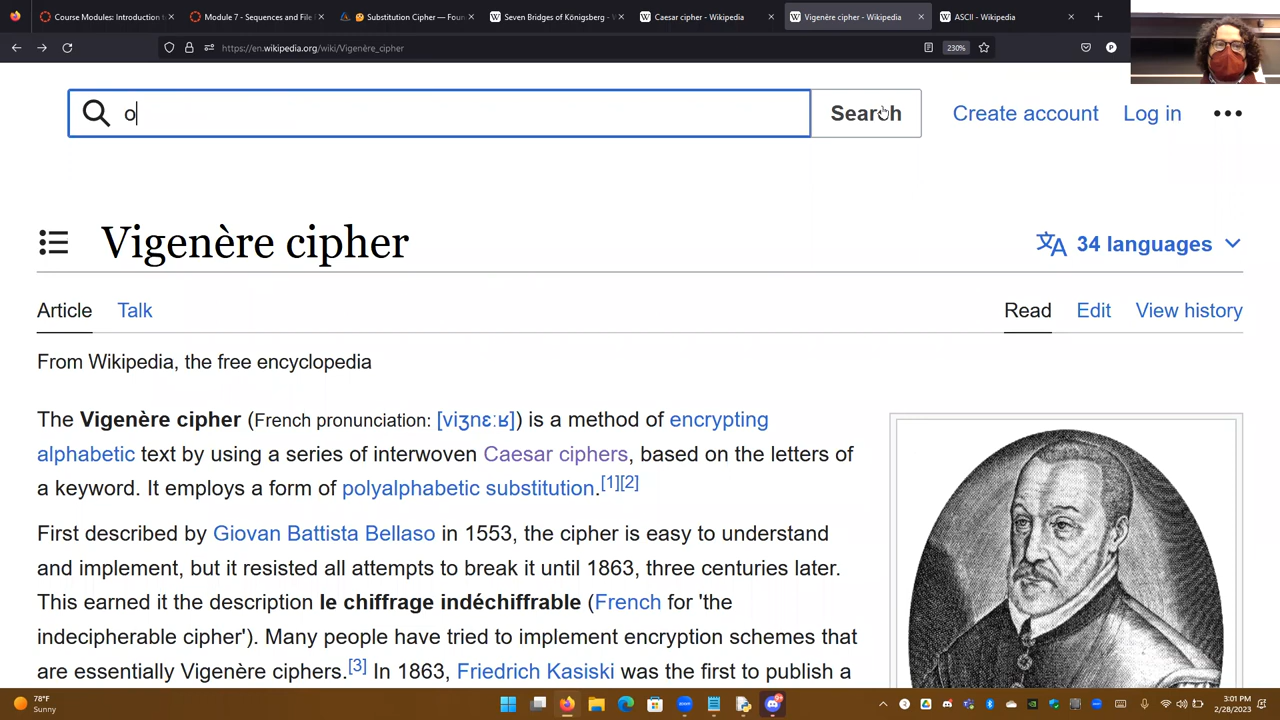 Course Modules: Introduction t
Module 7 - Sequences and File
Substitution Cipher — Foun
Seven Bridges of Königsberg - W
Caesar cipher - Wikipedia
Vigenère cipher - Wikipedia
ASCII - Wikipedia
https://en.wikipedia.org/wiki/Vigenère_cipher
230%
o
Search
Create account
Log in
Vigenère cipher
34 languages
Article
Talk
Read
Edit
View history
From Wikipedia, the free encyclopedia
The Vigenère cipher (French pronunciation: [viʒnɛːʁ]) is a method of encrypting
alphabetic text by using a series of interwoven Caesar ciphers, based on the letters of
a keyword. It employs a form of polyalphabetic substitution.[1][2]
First described by Giovan Battista Bellaso in 1553, the cipher is easy to understand
and implement, but it resisted all attempts to break it until 1863, three centuries later.
This earned it the description le chiffrage indéchiffrable (French for 'the
indecipherable cipher'). Many people have tried to implement encryption schemes that
are essentially Vigenère ciphers.[3] In 1863, Friedrich Kasiski was the first to publish a
78°F
Sunny
3:01 PM
2/28/2023